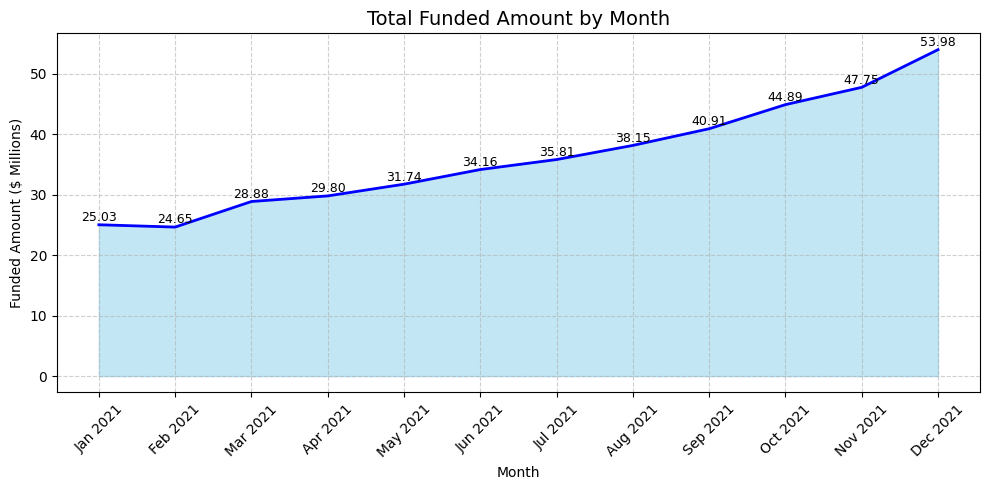 Total Funded Amount by Month
Funded Amount ($ Millions)
50
40
30
20
10
0
25.03
24.65
28.88
29.80
31.74
34.16
35.81
38.15
40.91
44.89
47.75
53.98
Jan 2021
Feb 2021
Mar 2021
Apr 2021
May 2021
Jun 2021
Jul 2021
Aug 2021
Sep 2021
Oct 2021
Nov 2021
Dec 2021
Month